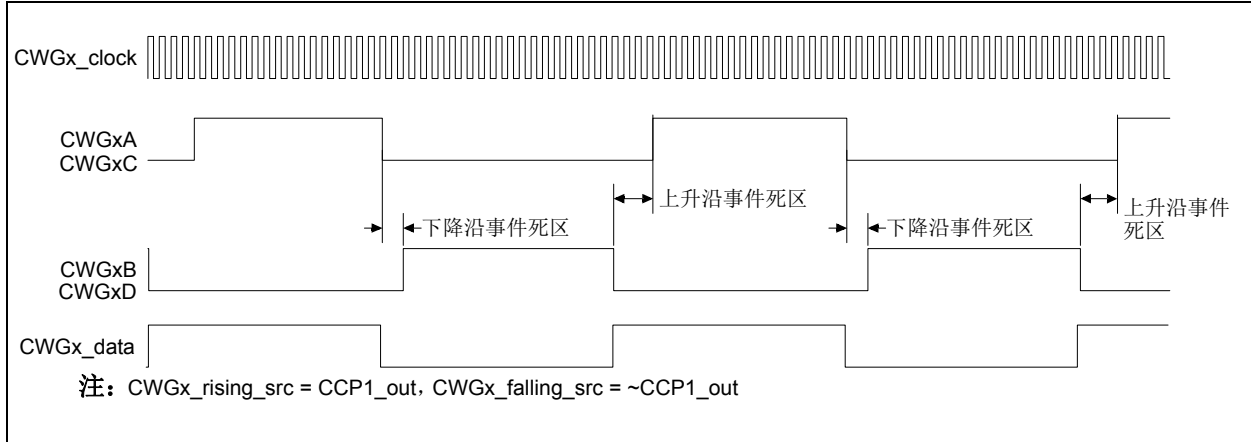 CWGx_clock
CWGxA
CWGxC
上升沿事件死区
上升沿事件
死区
下降沿事件死区
下降沿事件死区
CWGxB
CWGxD
CWGx_data
注：CWGx_rising_src = CCP1_out，CWGx_falling_src = ~CCP1_out